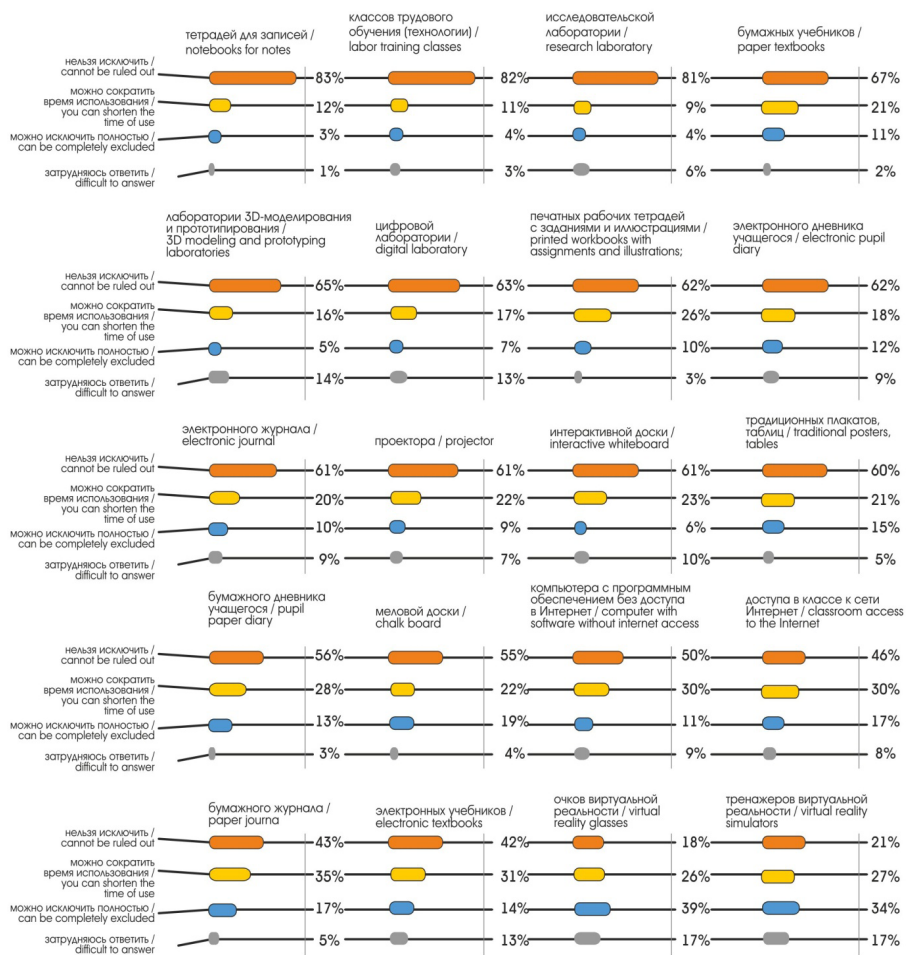 тетрадей для записей /
notebooks for notes
классов трудового
обучения (технологии) /
labor training classes
исследовательской
лаборатории /
research laboratory
бумажных учебников /
paper textbooks
нельзя исключить /
cannot be ruled out
83%
82%
81%
67%
можно сократить
время использования /
you can shorten the
time of use
12%
11%
9%
21%
можно исключить полностью /
can be completely excluded
3%
4%
4%
11%
затрудняюсь ответить /
difficult to answer
1%
3%
6%
2%
лаборатории 3D-моделирования
и прототипирования /
3D modeling and prototyping
laboratories
цифровой
лаборатории /
digital laboratory
печатных рабочих тетрадей
с заданиями и иллюстрациями /
printed workbooks with
assignments and illustrations;
электронного дневника
учащегося / electronic pupil
diary
нельзя исключить /
cannot be ruled out
65%
63%
62%
62%
можно сократить
время использования /
you can shorten the
time of use
16%
17%
26%
18%
можно исключить полностью /
can be completely excluded
5%
7%
10%
12%
затрудняюсь ответить /
difficult to answer
14%
13%
3%
9%
электронного журнала /
electronic journal
проектора / projector
интерактивной доски /
interactive whiteboard
традиционных плакатов,
таблиц / traditional posters,
tables
нельзя исключить /
cannot be ruled out
61%
61%
61%
60%
можно сократить
время использования /
you can shorten the
time of use
20%
22%
23%
21%
можно исключить полностью /
can be completely excluded
10%
9%
6%
15%
затрудняюсь ответить /
difficult to answer
9%
7%
10%
5%
бумажного дневника
учащегося / pupil
paper diary
меловой доски /
chalk board
компьютера с программным
обеспечением без доступа
в Интернет / computer with
software without internet access
доступа в классе к сети
Интернет / classroom access
to the Internet
нельзя исключить /
cannot be ruled out
56%
55%
50%
46%
можно сократить
время использования /
you can shorten the
time of use
28%
22%
30%
30%
можно исключить полностью /
can be completely excluded
13%
19%
11%
17%
затрудняюсь ответить /
difficult to answer
3%
4%
9%
8%
бумажного журнала /
paper journa
электронных учебников /
electronic textbooks
очков виртуальной
реальности / virtual
reality glasses
тренажеров виртуальной
реальности / virtual reality
simulators
нельзя исключить /
cannot be ruled out
43%
42%
18%
21%
можно сократить
время использования /
you can shorten the
time of use
35%
31%
26%
27%
можно исключить полностью /
can be completely excluded
17%
14%
39%
34%
затрудняюсь ответить /
difficult to answer
5%
13%
17%
17%